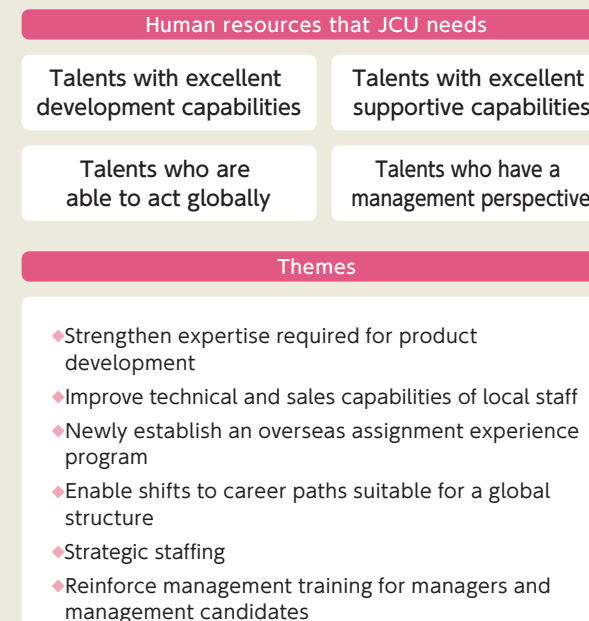 Human resources that JCU needs
Talents with excellent
development capabilities
Talents with excellent
supportive capabilities
Talents who are
able to act globally
Talents who have a
management perspective
Themes
◆Strengthen expertise required for product
development
◆Improve technical and sales capabilities of local staff
◆Newly establish an overseas assignment experience
program
◆Enable shifts to career paths suitable for a global
structure
◆Strategic staffing
◆Reinforce management training for managers and
management candidates